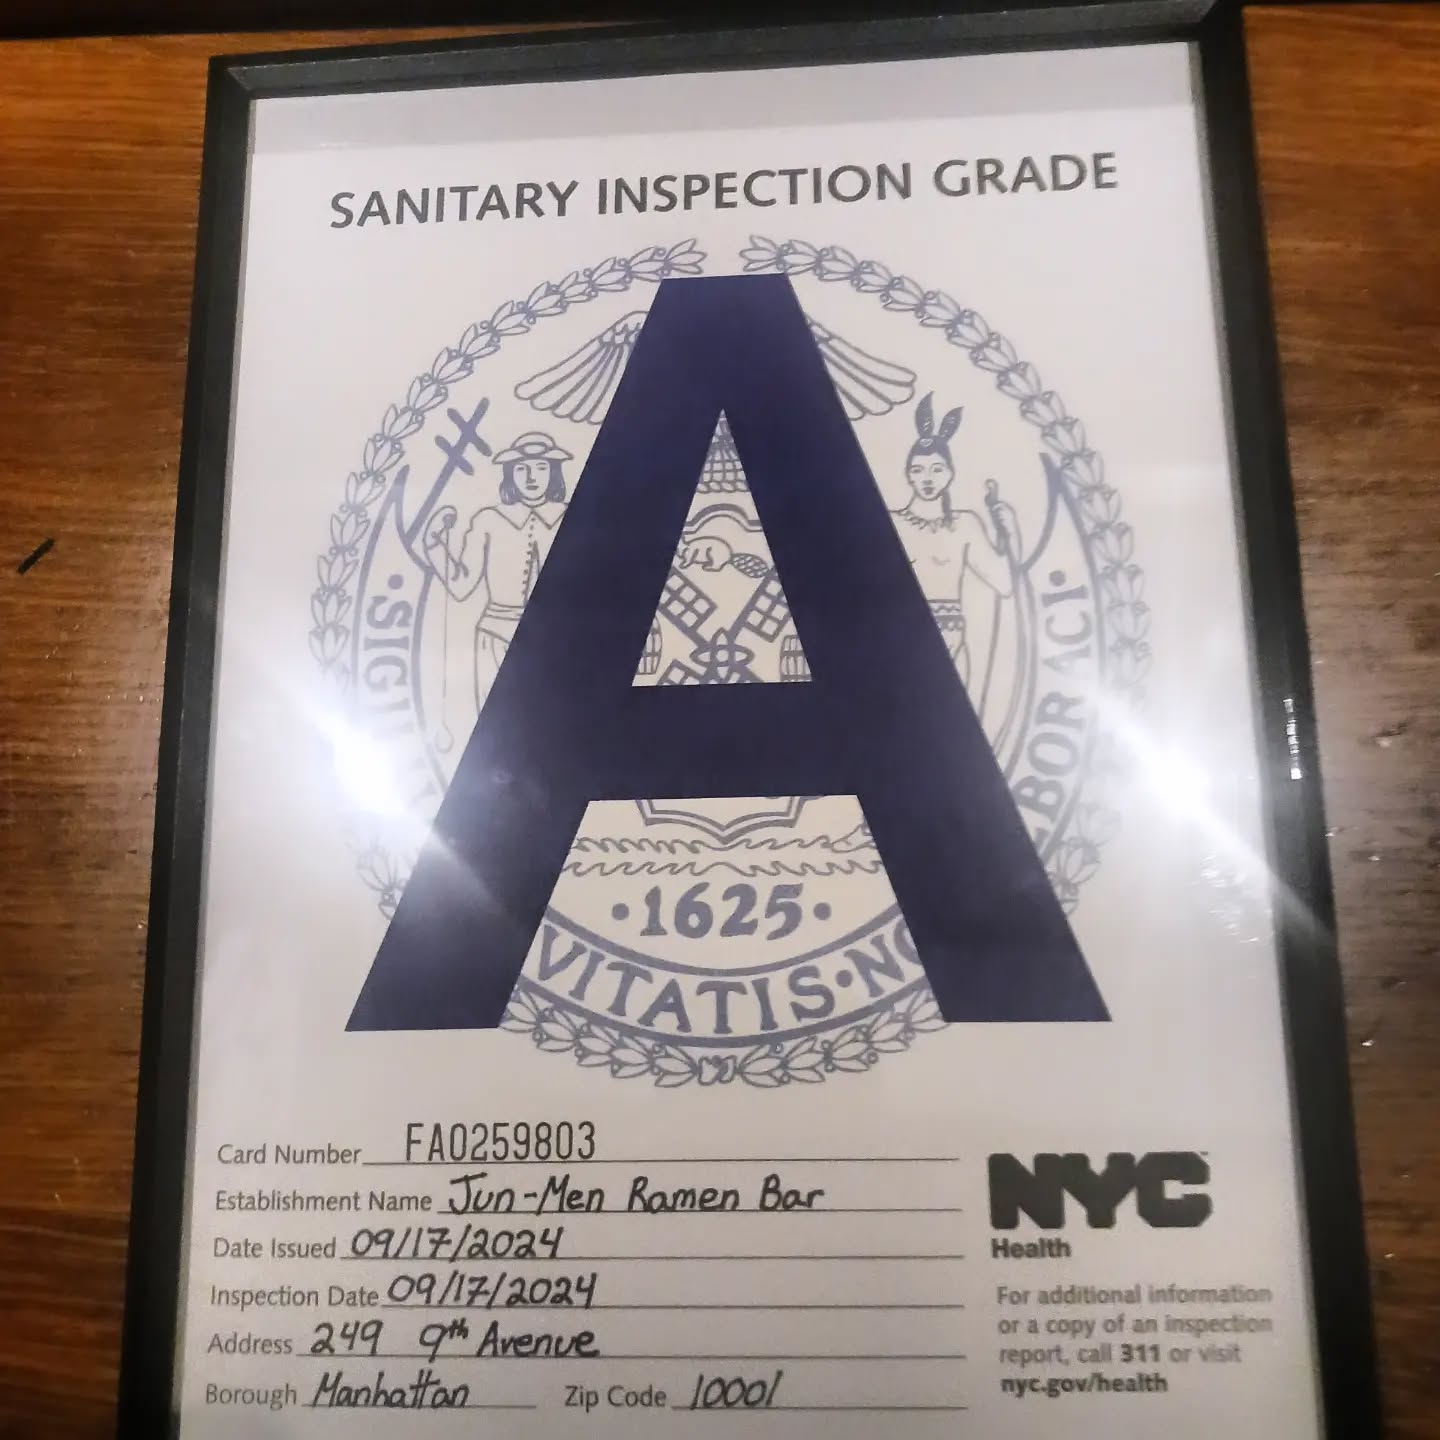 SANITARY INSPECTION GRADE
A
1625
VITATIS·NO
Card Number FA0259803
Establishment Name Jun-Men Ramen Bar
Date Issued 09/17/2024
Inspection Date 09/17/2024
Address 249 9th Avenue
Borough Manhattan Zip Code 10001
NYC
Health
For additional information
or a copy of an inspection
report, call 311 or visit
nyc.gov/health